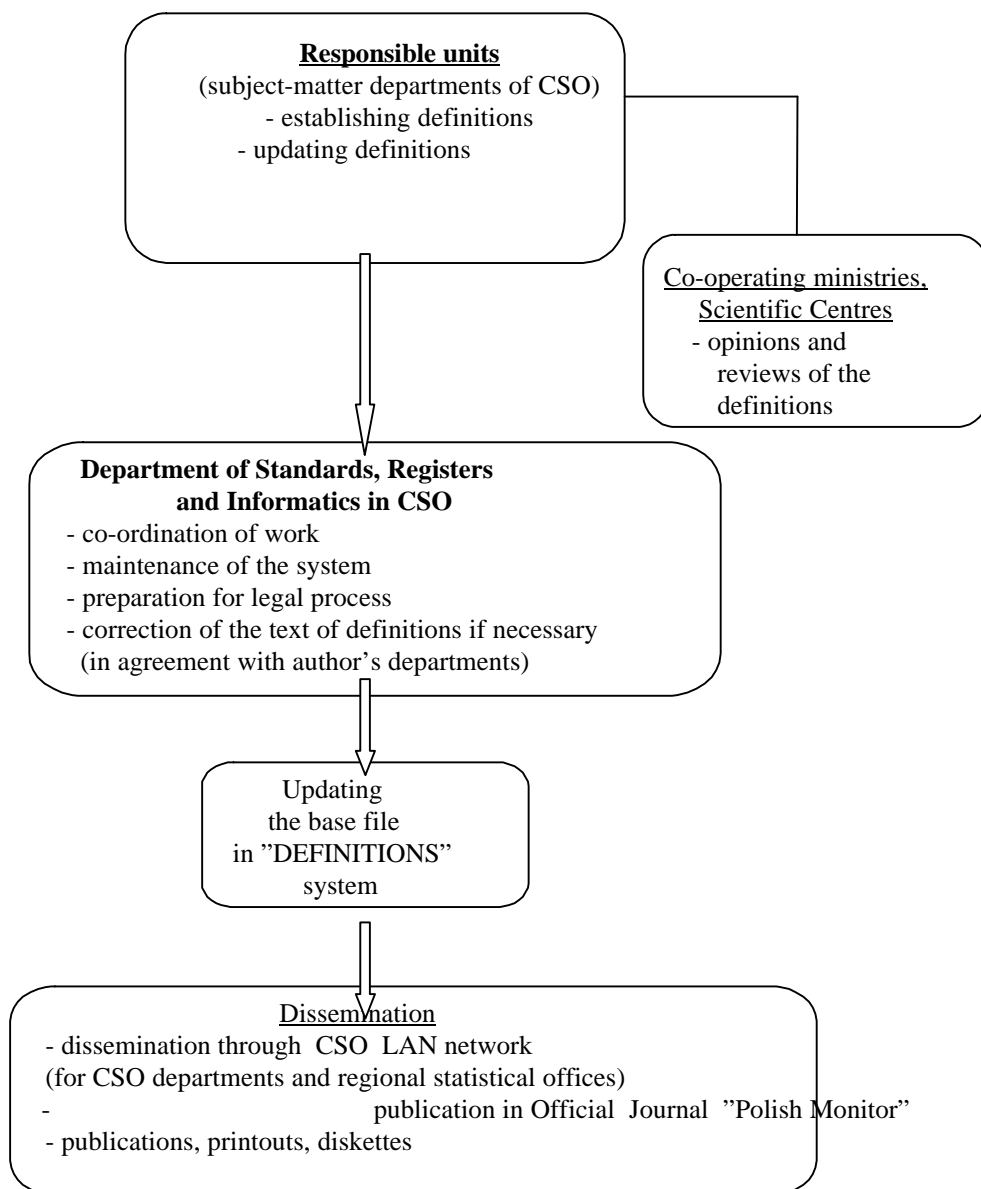 Responsible units
(subject-matter departments of CSO)
- establishing definitions
- updating definitions
Co-operating ministries,
Scientific Centres
- opinions and
reviews of the
definitions
Department of Standards, Registers
and Informatics in CSO
- co-ordination of work
- maintenance of the system
- preparation for legal process
- correction of the text of definitions if necessary
(in agreement with author’s departments)
Updating
the base file
in ”DEFINITIONS”
system
Dissemination
- dissemination through CSO LAN network
(for CSO departments and regional statistical offices)
- publication in Official Journal ”Polish Monitor”
- publications, printouts, diskettes